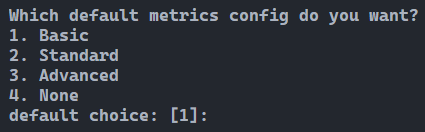 Which default metrics config do you want?
1. Basic
2. Standard
3. Advanced
4. None
default choice: [1]: